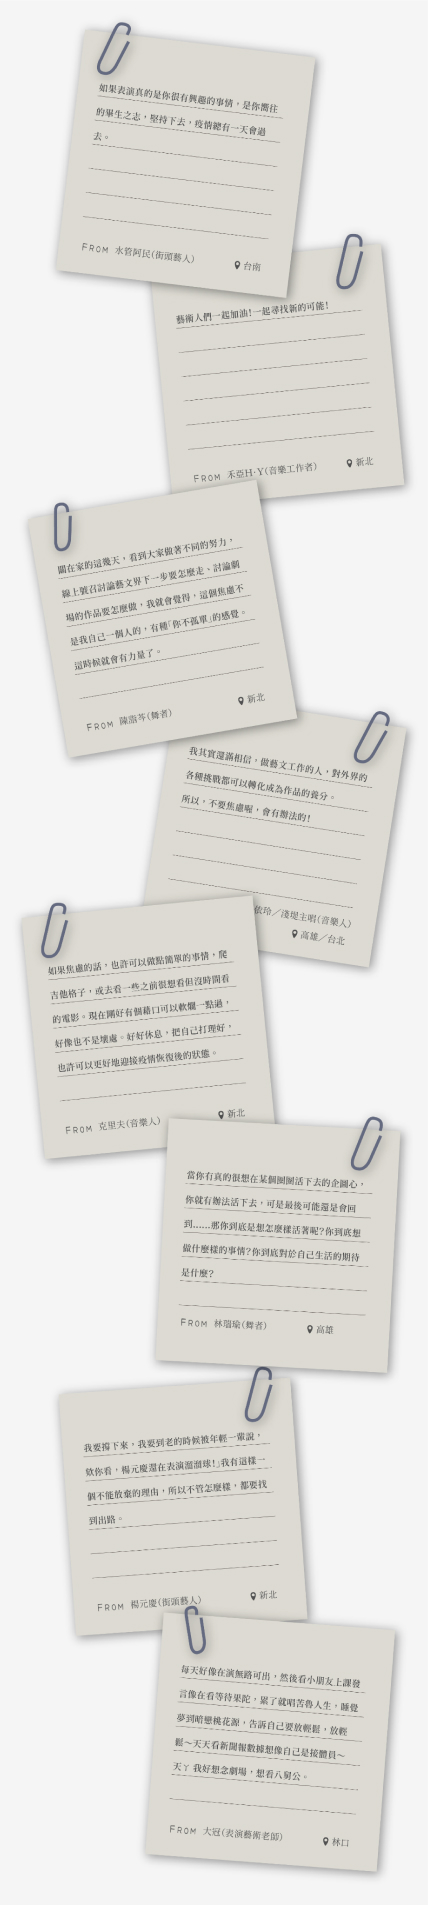 如果表演真的是你很有興趣的事情，是你嚮往
的畢生之志，堅持下去，疫情總有一天會過
去。
FROM 水管阿民(街頭藝人)
台南
藝術人們一起加油!一起尋找新的可能!
FROM 禾亞H·Y(音樂工作者)
新北
關在家的這幾天，看到大家做著不同的努力，
線上號召討論藝文界下一步要怎麼走、討論劇
場的作品要怎麼做，我就會覺得，這個焦慮不
是我自己一個人的，有種「你不孤單」的感覺。
這時候就會有力量了。
FROM 陳湘芩(舞者)
新北
我其實還滿相信，做藝文工作的人，對外界的
各種挑戰都可以轉化成為作品的養分。
所以，不要焦慮喔，會有辦法的!
依玲／淺堤主唱(音樂人)
高雄／台北
如果焦慮的話，也許可以做點簡單的事情，爬
吉他格子，或去看一些之前很想看但沒時間看
的電影。現在剛好有個藉口可以軟爛一點過，
好像也不是壞處。好好休息，把自己打理好，
也許可以更好地迎接疫情恢復後的狀態。
FROM 克里夫(音樂人)
新北
當你有真的很想在某個圈圈活下去的企圖心，
你就有辦法活下去，可是最後可能還是會回
到......那你到底是想怎麼樣活著呢?你到底想
做什麼樣的事情?你到底對於自己生活的期待
是什麼?
FROM 林瑞瑜(舞者)
高雄
我要撐下來，我要到老的時候被年輕一輩說，
欸你看，楊元慶還在表演溜溜球!」我有這樣一
個不能放棄的理由，所以不管怎麼樣，都要找
到出路。
FROM 楊元慶(街頭藝人)
新北
每天好像在演無路可出，然後看小朋友上課發
言像在看等待果陀，累了就唱苦魯人生，睡覺
夢到暗戀桃花源，告訴自己要放輕鬆，放輕
鬆～天天看新聞報數據想像自己是接體員～
天ㄚ 我好想念劇場，想看八舅公。
FROM 大冠(表演藝術老師)
林口